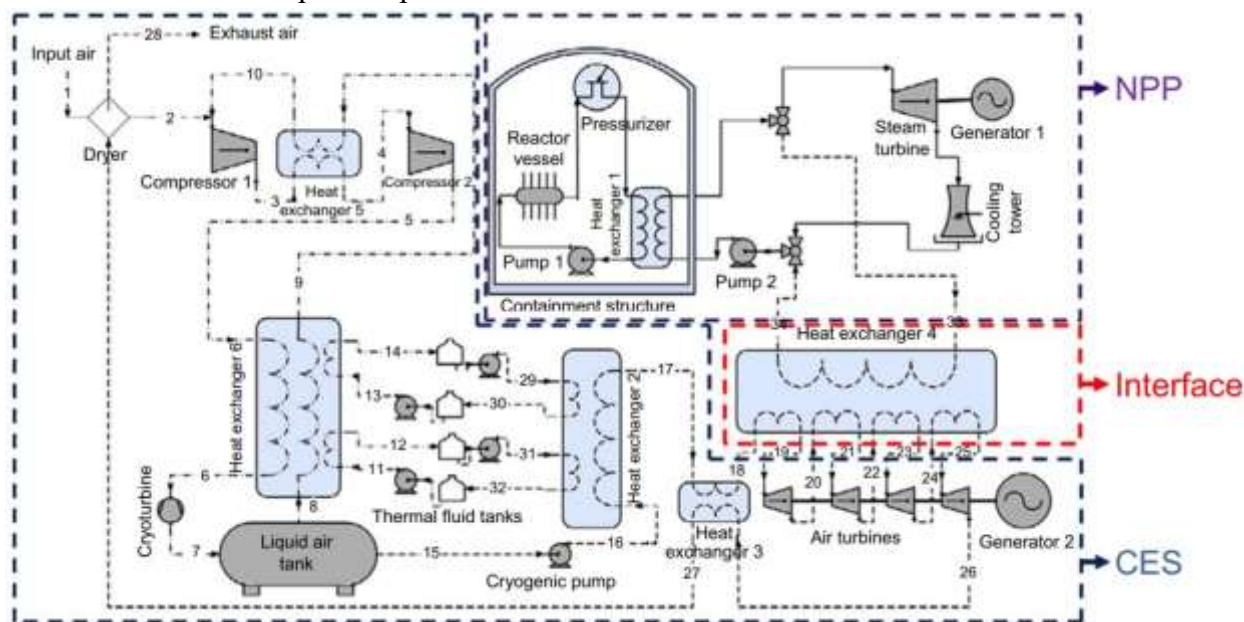 28
Exhaust air
Input air
1
2
10
Dryer
Compressor 1
3
Heat
exchanger 5
4
Compressor 2
5
Reactor
vessel
Pressurizer
Heat
exchanger 1
Pump 1
Containment structure
Pump 2
Steam
turbine
Generator 1
Cooling
tower
NPP
34
33
Heat exchanger 4
Interface
9
Heat exchanger 6
14
13
12
11
29
30
31
32
Thermal fluid tanks
Heat exchanger 2
17
16
6
8
Cryoturbine
7
Liquid air
tank
15
Cryogenic pump
18
Heat
exchanger 3
27
19
20
21
22
23
24
25
Air turbines
Generator 2
26
CES